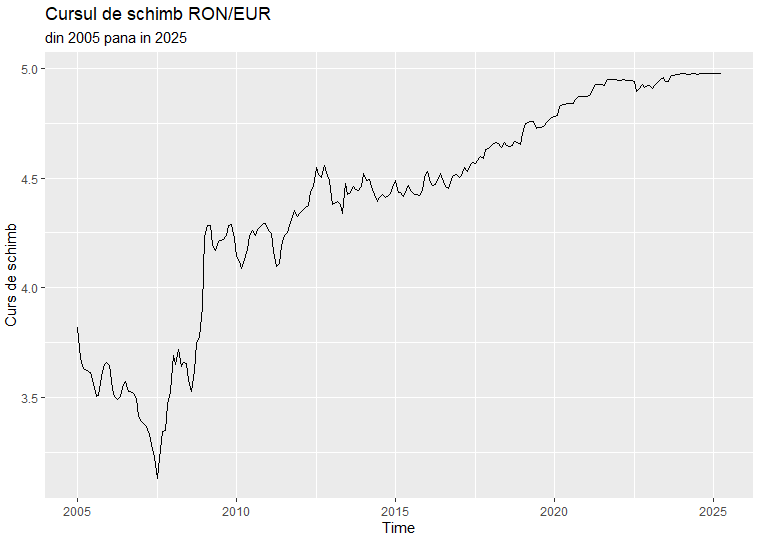 Cursul de schimb RON/EUR
din 2005 pana in 2025
5.0
4.5
4.0
3.5
Curs de schimb
2005 2010 2015 2020 2025
Time